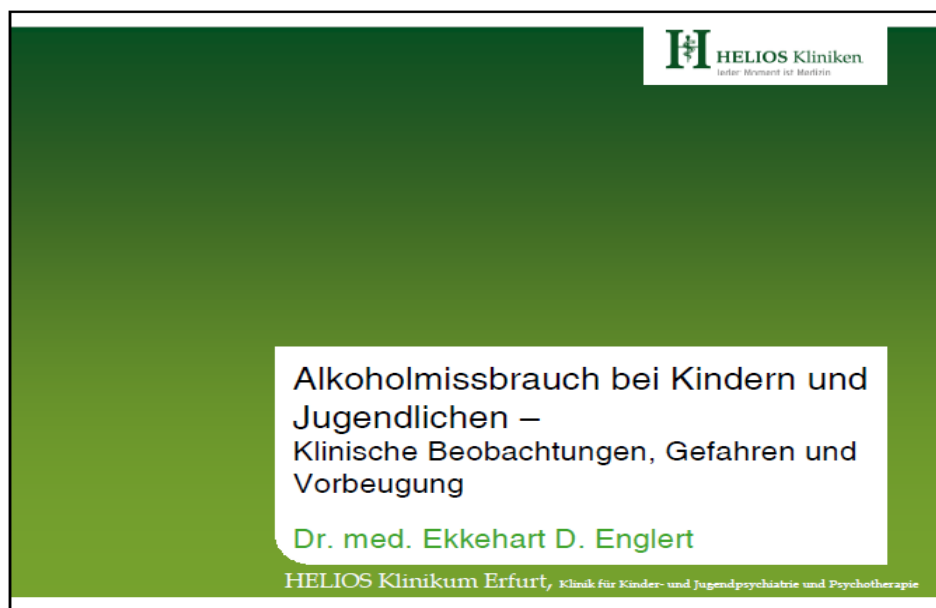 HELIOS Kliniken
Jeder Moment ist Medizin
Alkoholmissbrauch bei Kindern und
Jugendlichen –
Klinische Beobachtungen, Gefahren und
Vorbeugung
Dr. med. Ekkehart D. Englert
HELIOS Klinikum Erfurt, Klinik für Kinder- und Jugendpsychiatrie und Psychotherapie